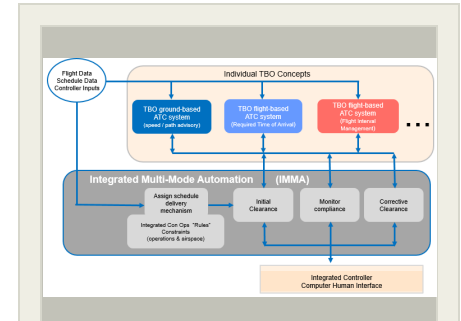 Flight Data
Schedule Data
Controller Inputs
Individual TBO Concepts
TBO ground-based
ATC system
(speed / path advisory)
TBO flight-based
ATC system
(Required Time of Arrival)
TBO flight-based
ATC system
(Flight interval
Management)
...
Integrated Multi-Mode Automation (IMMA)
Assign schedule
delivery
mechanism
Integrated Con Ops "Rules"
Constraints
(operations & airspace)
Initial
Clearance
Monitor
compliance
Corrective
Clearance
Integrated Controller
Computer Human Interface